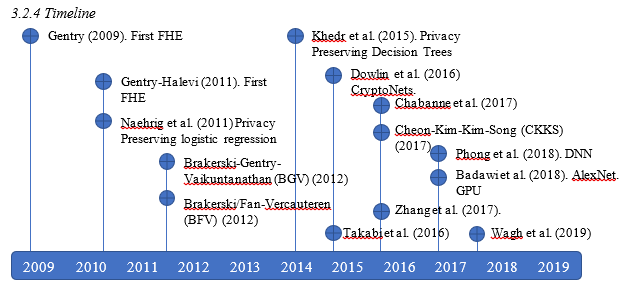 3.2.4 Timeline
Gentry (2009). First FHE
Khedr et al. (2015). Privacy
Preserving Decision Trees
Gentry-Halevi (2011). First
FHE
Dowlin et al. (2016)
CryptoNets.
Chabanne et al. (2017)
Naehrig et al. (2011) Privacy
Preserving logistic regression
Cheon-Kim-Kim-Song (CKKS)
(2017)
Phong et al. (2018). DNN
Brakerski-Gentry-
Vaikuntanathan (BGV) (2012)
Badawi et al. (2018). AlexNet.
GPU
Brakerski/Fan-Vercauteren
(BFV) (2012)
Zhang et al. (2017).
Takabi et al. (2016)
Wagh et al. (2019)
2009 2010 2011 2012 2013 2014 2015 2016 2017 2018 2019